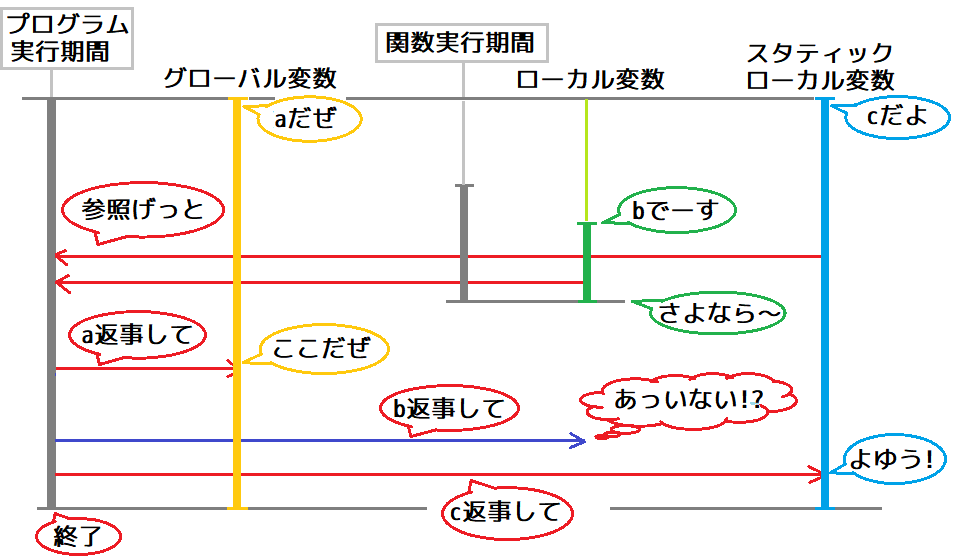 プログラム
実行期間
関数実行期間
グローバル変数
ローカル変数
スタティック
ローカル変数
aだぜ
cだよ
参照げっと
bでーす
さよなら〜
a返事して
ここだぜ
b返事して
あっいない!?
よゆう!
c返事して
終了